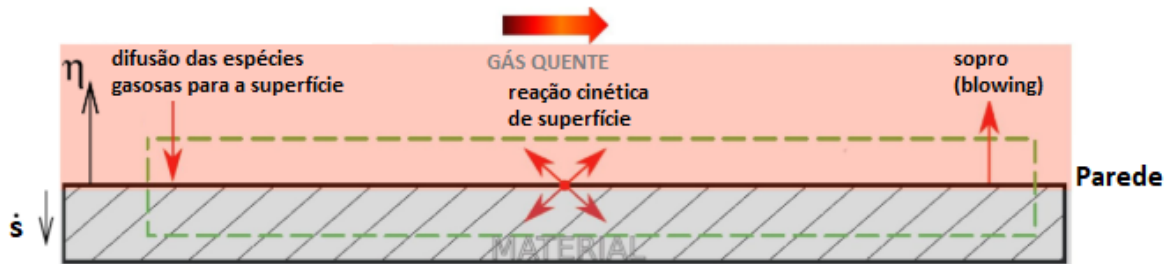 difusão das espécies
gasosas para a superfície
η
GÁS QUENTE
reação cinética
de superfície
sopro
(blowing)
Parede
ṡ
MATERIAL